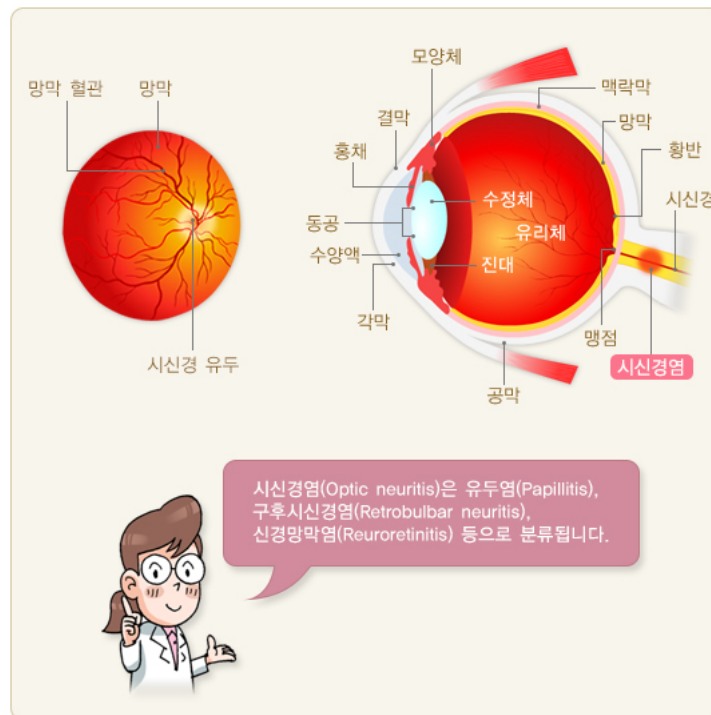 망막 혈관
망막
시신경 유두
모양체
결막
홍채
동공
수양액
각막
맥락막
망막
황반
시신경
수정체
유리체
진대
맹점
시신경염
공막
시신경염(Optic neuritis)은 유두염(Papillitis),
구후시신경염(Retrobulbar neuritis),
신경망막염(Reuroretinitis) 등으로 분류됩니다.